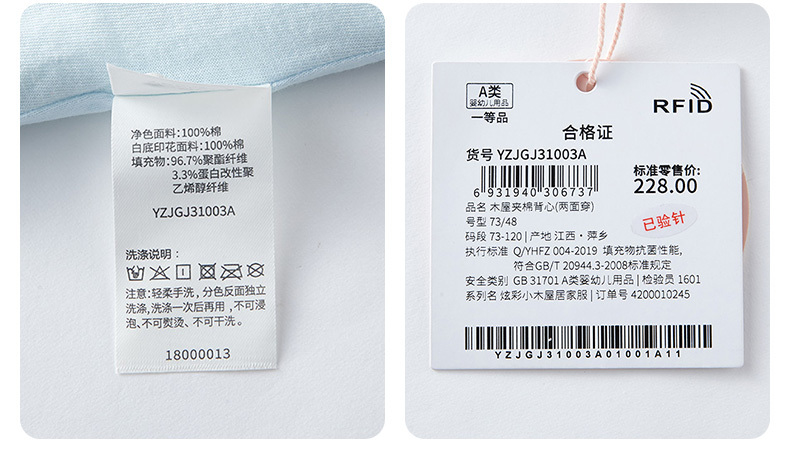 净色面料:100%棉
白底印花面料:100%棉
填充物:96.7%聚酯纤维
3.3%蛋白改性聚
乙烯醇纤维
YZJGJ31003A
洗涤说明:
注意:轻柔手洗, 分色反面独立
洗涤,洗涤一次后再用 ,不可浸
泡、不可熨烫、不可干洗。
18000013
A类
婴幼儿用品
一等品
RFID
合格证
货号 YZJGJ31003A
6 931940 306737
标准零售价:
228.00
品名 木屋夹棉背心(两面穿)
号型 73/48
已验针
码段 73-120 | 产地 江西·萍乡
执行标准 Q/YHFZ 004-2019 填充物抗菌性能,
符合GB/T 20944.3-2008标准规定
安全类别 GB 31701 A类婴幼儿用品 | 检验员 1601
系列名 炫彩小木屋居家服 | 订单号 4200010245
YZJGJ31003A01001A11